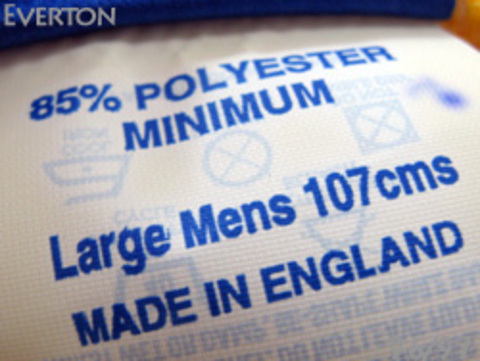 EVERTON
85% POLYESTER
MINIMUM
Large Mens 107cms
MADE IN ENGLAND